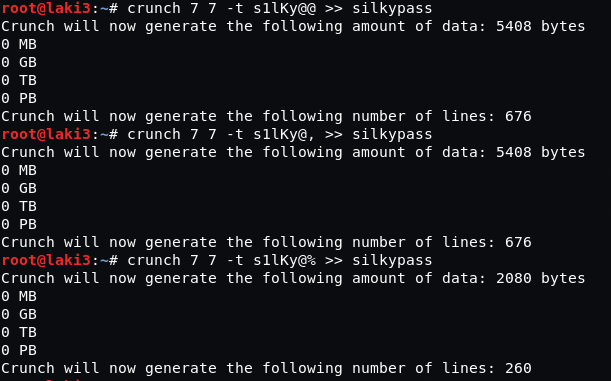 root@laki3:~# crunch 7 7 -t s1lKy@@ >> silkypass
Crunch will now generate the following amount of data: 5408 bytes
0 MB
0 GB
0 TB
0 PB
Crunch will now generate the following number of lines: 676
root@laki3:~# crunch 7 7 -t s1lKy@, >> silkypass
Crunch will now generate the following amount of data: 5408 bytes
0 MB
0 GB
0 TB
0 PB
Crunch will now generate the following number of lines: 676
root@laki3:~# crunch 7 7 -t s1lKy@% >> silkypass
Crunch will now generate the following amount of data: 2080 bytes
0 MB
0 GB
0 TB
0 PB
Crunch will now generate the following number of lines: 260